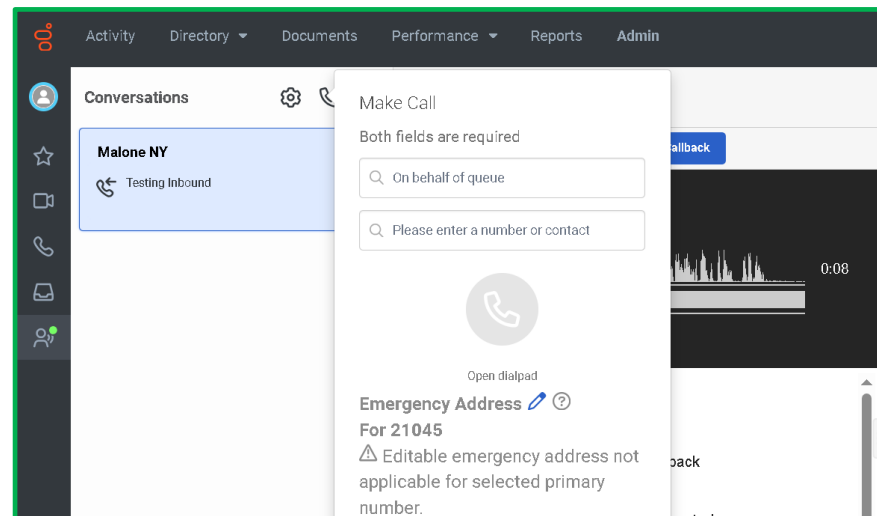 Activity Directory Documents Performance Reports Admin
Conversations
Malone NY
Testing Inbound
Make Call
Both fields are required
On behalf of queue
Please enter a number or contact
Open dialpad
Emergency Address
For 21045
Editable emergency address not
applicable for selected primary
number.
allback
0:08
back